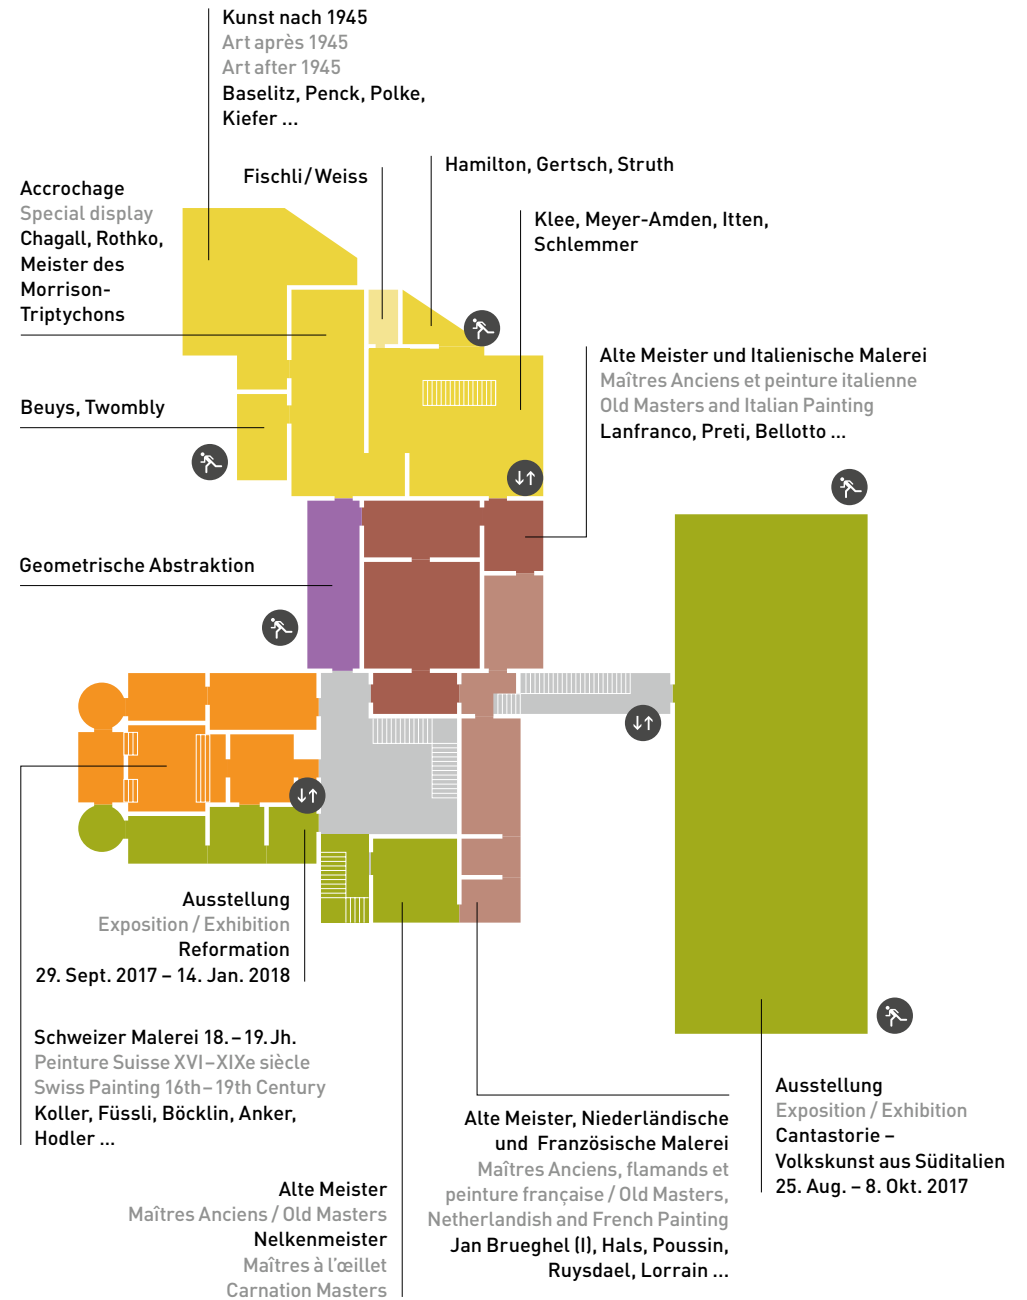 Kunst nach 1945
Art après 1945
Art after 1945
Baselitz, Penck, Polke,
Kiefer ...
Hamilton, Gertsch, Struth
Fischli/Weiss
Accrochage
Special display
Chagall, Rothko,
Meister des
Morrison-
Triptychons
Klee, Meyer-Amden, Itten,
Schlemmer
Alte Meister und Italienische Malerei
Maîtres Anciens et peinture italienne
Old Masters and Italian Painting
Lanfranco, Preti, Bellotto ...
Beuys, Twombly
Geometrische Abstraktion
Ausstellung
Exposition / Exhibition
Reformation
29. Sept. 2017 – 14. Jan. 2018
Schweizer Malerei 18. – 19. Jh.
Peinture Suisse XVI – XIXe siècle
Swiss Painting 16th – 19th Century
Koller, Füssli, Böcklin, Anker,
Hodler ...
Alte Meister
Maîtres Anciens / Old Masters
Nelkenmeister
Maîtres à l'œillet
Carnation Masters
Alte Meister, Niederländische
und Französische Malerei
Maîtres Anciens, flamands et
peinture française / Old Masters,
Netherlandish and French Painting
Jan Brueghel (I), Hals, Poussin,
Ruysdael, Lorrain ...
Ausstellung
Exposition / Exhibition
Cantastorie –
Volkskunst aus Süditalien
25. Aug. – 8. Okt. 2017